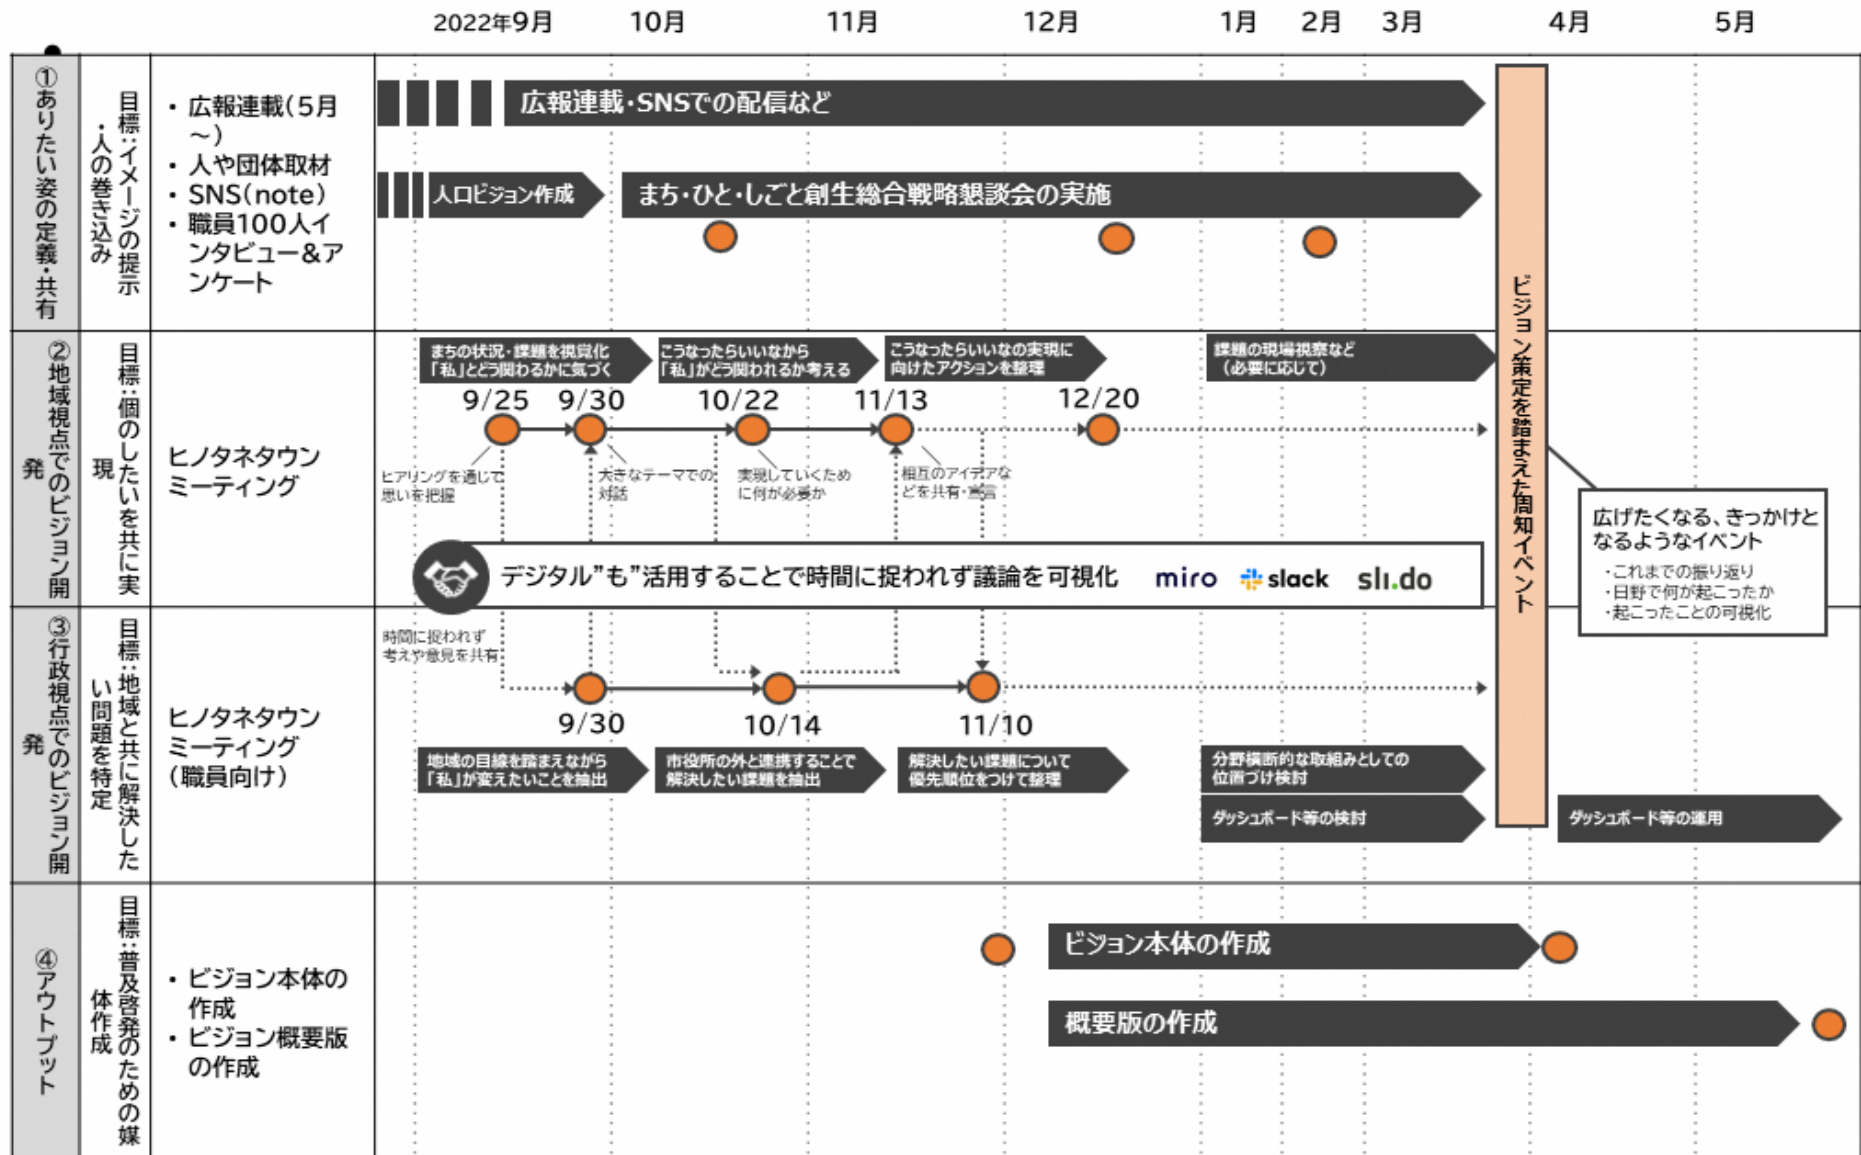 2022年9月 10月 11月 12月 1月 2月 3月 4月 5月
①ありたい姿の定義・共有
目標：イメージの提示
・人の巻き込み
・ 広報連載（5月
～）
・ 人や団体取材
・ SNS（note）
・ 職員100人イ
ンタビュー＆ア
ンケート
広報連載・SNSでの配信など
人口ビジョン作成
まち・ひと・しごと創生総合戦略懇談会の実施
②地域視点でのビジョン開
発
目標：個のしたいを共に実
現
ヒノタネタウン
ミーティング
まちの状況・課題を視覚化
「私」とどう関わるかに気づく
こうなったらいいなから
「私」がどう関われるか考える
こうなったらいいなの実現に
向けたアクションを整理
課題の現場視察など
（必要に応じて）
9/25 9/30 10/22 11/13 12/20
ヒアリングを通じて
思いを把握
大きなテーマでの
対話
実現していくため
に何が必要か
相互のアイデアな
どを共有・宣言
デジタル”も”活用することで時間に捉われず議論を可視化 miro slack sli.do
ビジョン策定を踏まえた周知イベント
広げたくなる、きっかけと
なるようなイベント
・これまでの振り返り
・日野で何が起こったか
・起こったことの可視化
③行政視点でのビジョン開
発
目標：地域と共に解決した
い問題を特定
ヒノタネタウン
ミーティング
（職員向け）
時間に捉われず
考えや意見を共有
9/30 10/14 11/10
地域の目線を踏まえながら
「私」が変えたいことを抽出
市役所の外と連携することで
解決したい課題を抽出
解決したい課題について
優先順位をつけて整理
分野横断的な取組みとしての
位置づけ検討
ダッシュボード等の検討
ダッシュボード等の運用
④アウトプット
目標：普及啓発のための媒
体作成
・ ビジョン本体の
作成
・ ビジョン概要版
の作成
ビジョン本体の作成
概要版の作成